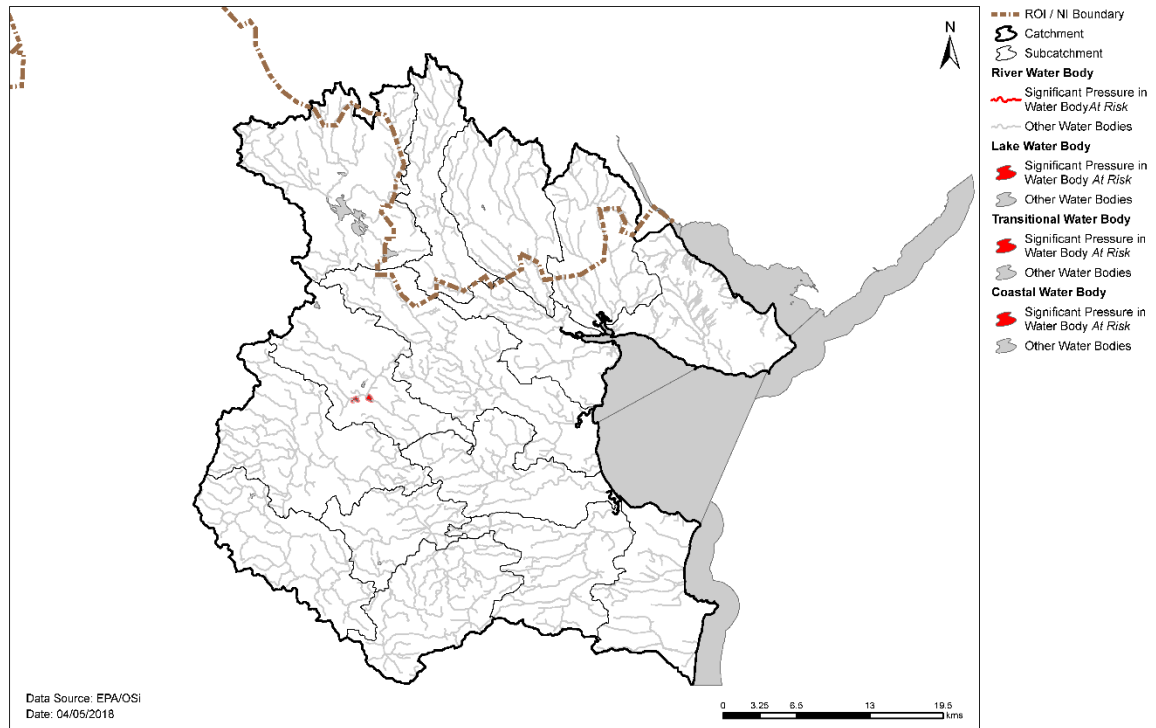 N
ROI / NI Boundary
Catchment
Subcatchment
River Water Body
Significant Pressure in
Water Body At Risk
Other Water Bodies
Lake Water Body
Significant Pressure in
Water Body At Risk
Other Water Bodies
Transitional Water Body
Significant Pressure in
Water Body At Risk
Other Water Bodies
Coastal Water Body
Significant Pressure in
Water Body At Risk
Other Water Bodies
Data Source: EPA/OSi
Date: 04/05/2018
0 3.25 6.5 13 19.5
kms